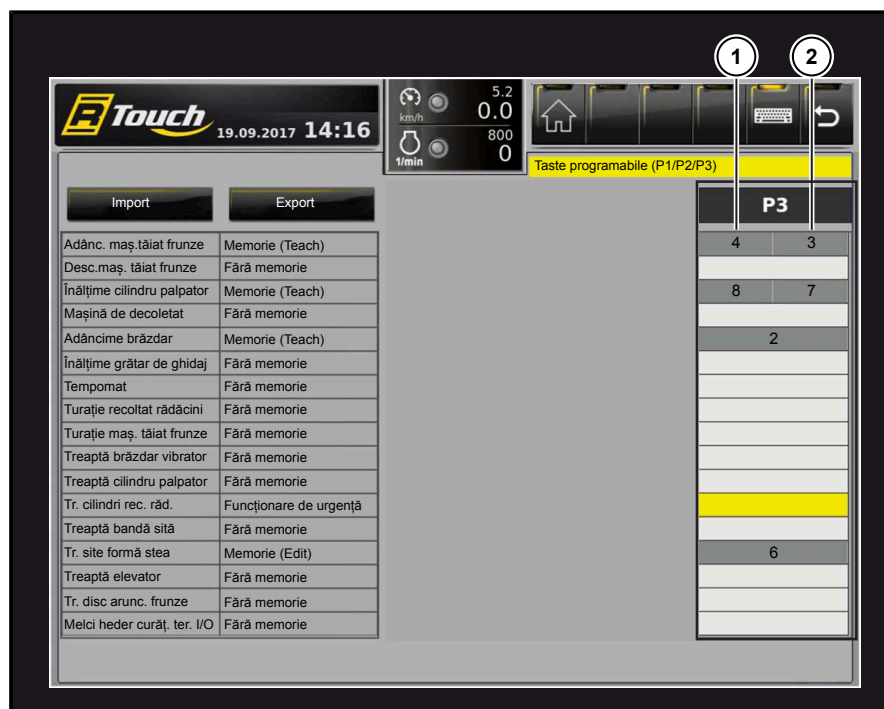 1 2
R Touch 19.09.2017 14:16
km/h 5.2
0.0
1/min 800
0
Taste programabile (P1/P2/P3)
Import Export
P3
Adânc. maș.tăiat frunze Memorie (Teach) 4 3
Desc.maș. tăiat frunze Fără memorie
Înălțime cilindru palpator Memorie (Teach) 8 7
Mașină de decoletat Fără memorie
Adâncime brăzdar Memorie (Teach) 2
Înălțime grătar de ghidaj Fără memorie
Tempomat Fără memorie
Turație recoltat rădăcini Fără memorie
Turație maș. tăiat frunze Fără memorie
Treaptă brăzdar vibrator Fără memorie
Treaptă cilindru palpator Fără memorie
Tr. cilindri rec. răd. Funcționare de urgență
Treaptă bandă sită Fără memorie
Tr. site formă stea Memorie (Edit) 6
Treaptă elevator Fără memorie
Tr. disc arunc. frunze Fără memorie
Melci heder curăț. ter. I/O Fără memorie